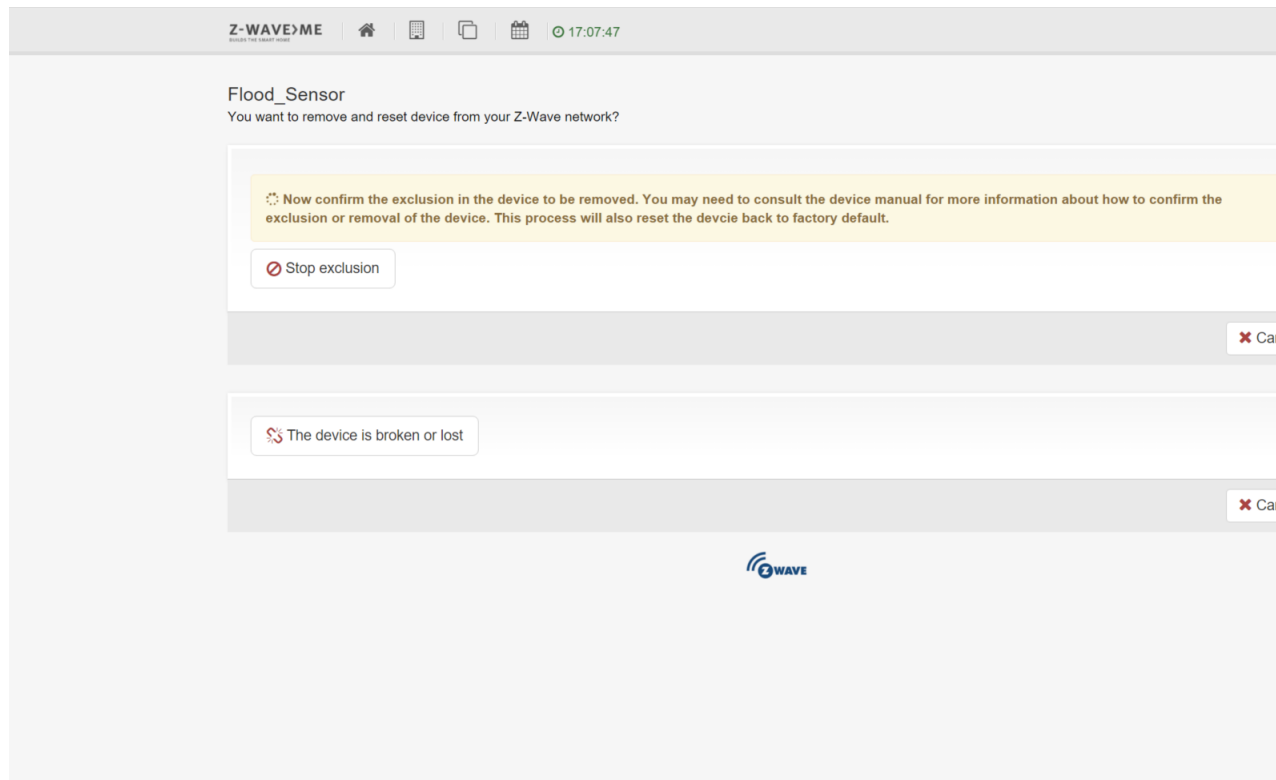 Z-WAVE>ME
BUILDS THE SMART HOME
17:07:47
Flood_Sensor
You want to remove and reset device from your Z-Wave network?
Now confirm the exclusion in the device to be removed. You may need to consult the device manual for more information about how to confirm the
exclusion or removal of the device. This process will also reset the devcie back to factory default.
Stop exclusion
The device is broken or lost
Z WAVE